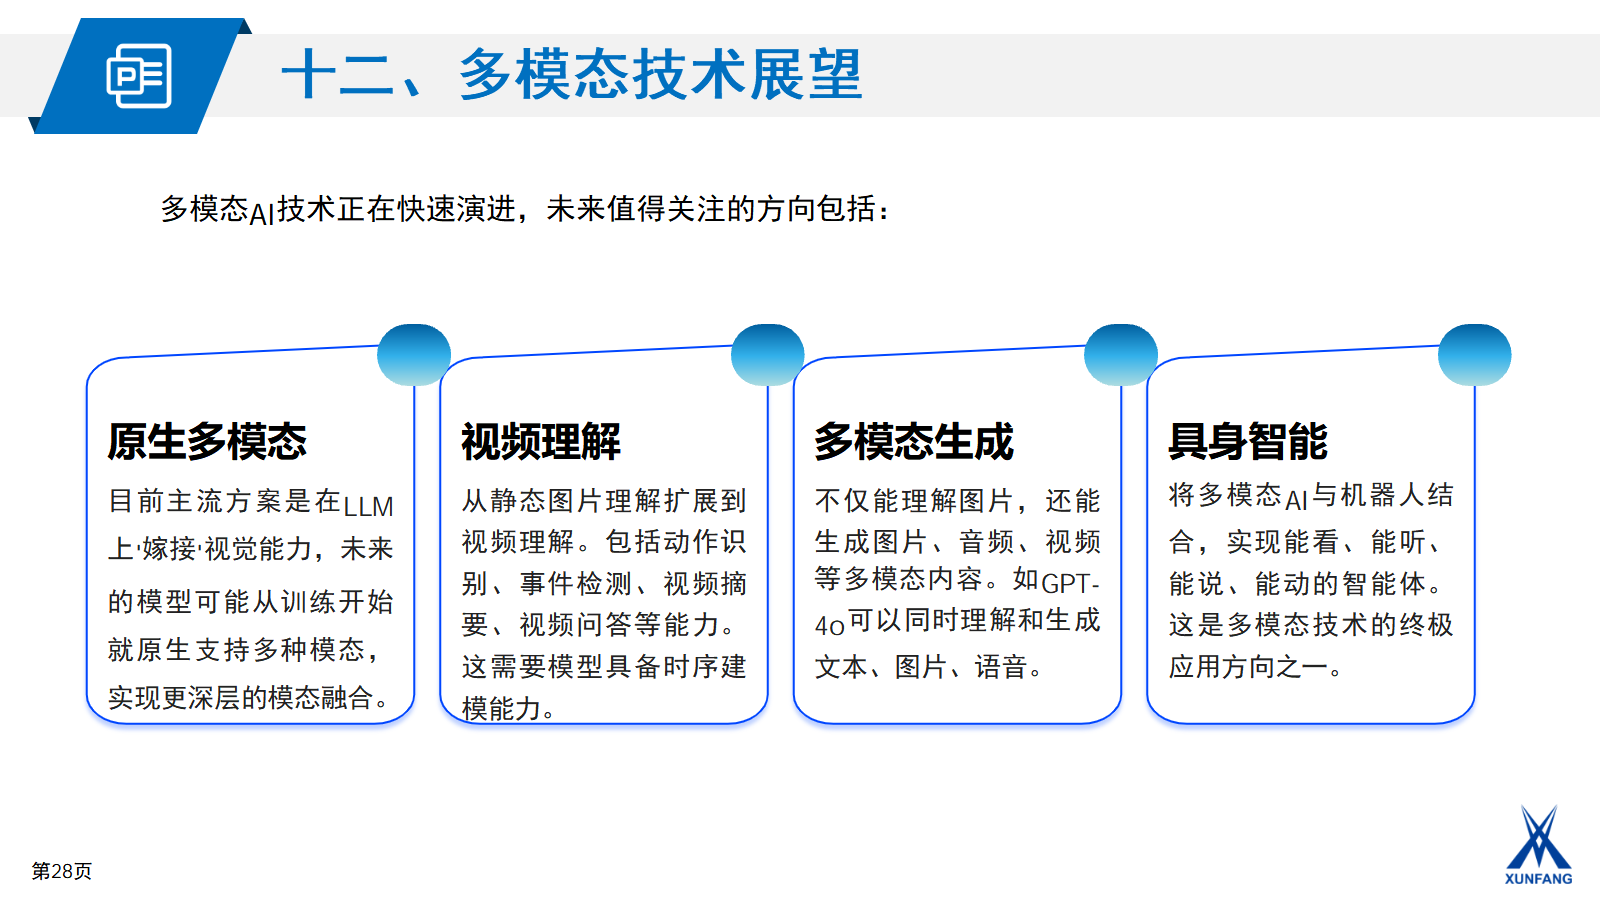 十二、多模态技术展望
多模态AI技术正在快速演进，未来值得关注的方向包括：
原生多模态
目前主流方案是在LLM
上'嫁接'视觉能力，未来
的模型可能从训练开始
就原生支持多种模态，
实现更深层的模态融合。
视频理解
从静态图片理解扩展到
视频理解。包括动作识
别、事件检测、视频摘
要、视频问答等能力。
这需要模型具备时序建
模能力。
多模态生成
不仅能理解图片，还能
生成图片、音频、视频
等多模态内容。如GPT-
4o可以同时理解和生成
文本、图片、语音。
具身智能
将多模态AI与机器人结
合，实现能看、能听、
能说、能动的智能体。
这是多模态技术的终极
应用方向之一。
第28页
XUNFANG